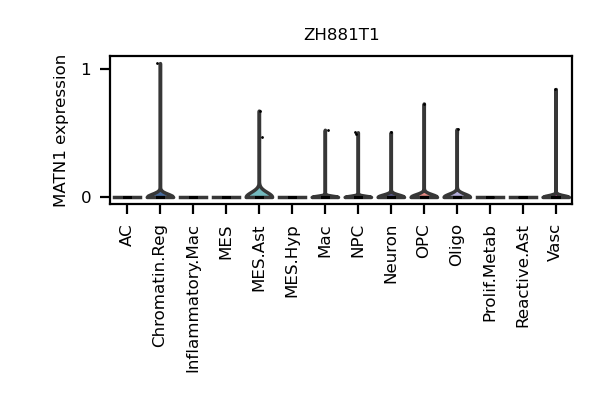 ZH881T1
MATN1 expression
1
0
AC
Chromatin.Reg
Inflammatory.Mac
MES
MES.Ast
MES.Hyp
Mac
NPC
Neuron
OPC
Oligo
Prolif.Metab
Reactive.Ast
Vasc